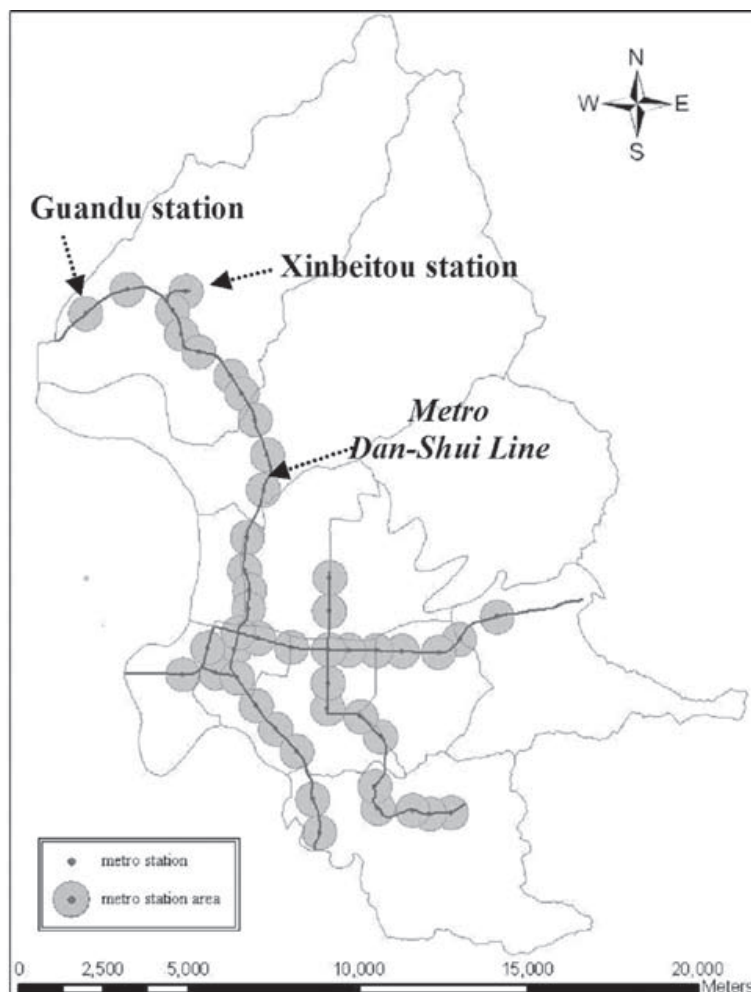 N
W E
S
Guandu station
Xinbeitou station
Metro
Dan-Shui Line
metro station
metro station area
0 2,500 5,000 10,000 15,000 20,000
Meters